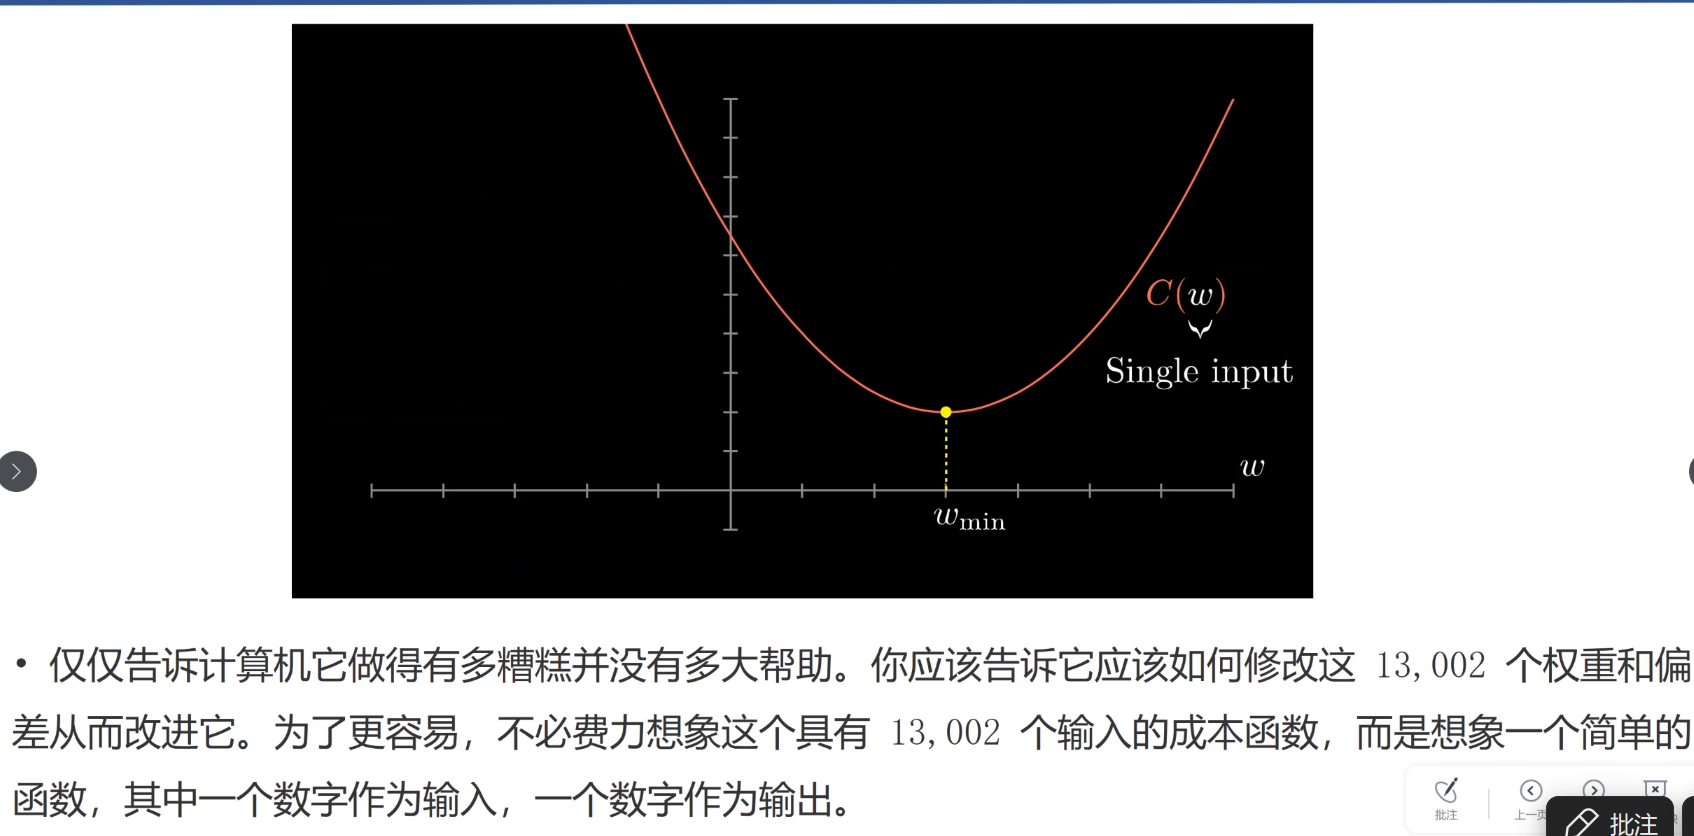 C(w)
Single input
w
w_min
• 仅仅告诉计算机它做得有多糟糕并没有多大帮助。你应该告诉它应该如何修改这 13,002 个权重和偏
差从而改进它。为了更容易，不必费力想象这个具有 13,002 个输入的成本函数，而是想象一个简单的
函数，其中一个数字作为输入，一个数字作为输出。
批注
上一页
批注